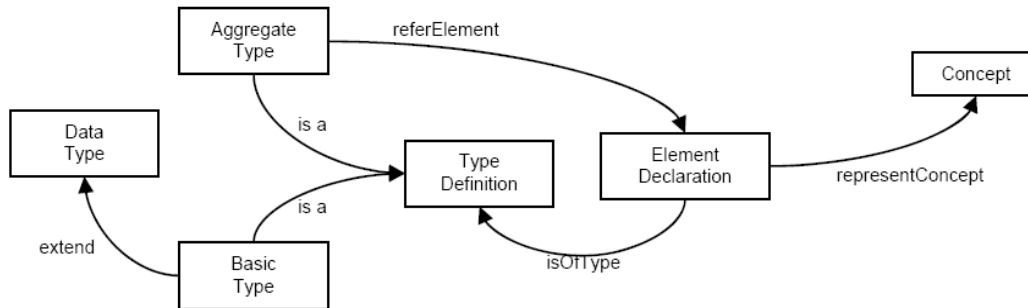 Aggregate
Type
referElement
Concept
is a
Data
Type
Type
Definition
Element
Declaration
representConcept
is a
extend
Basic
Type
isOfType